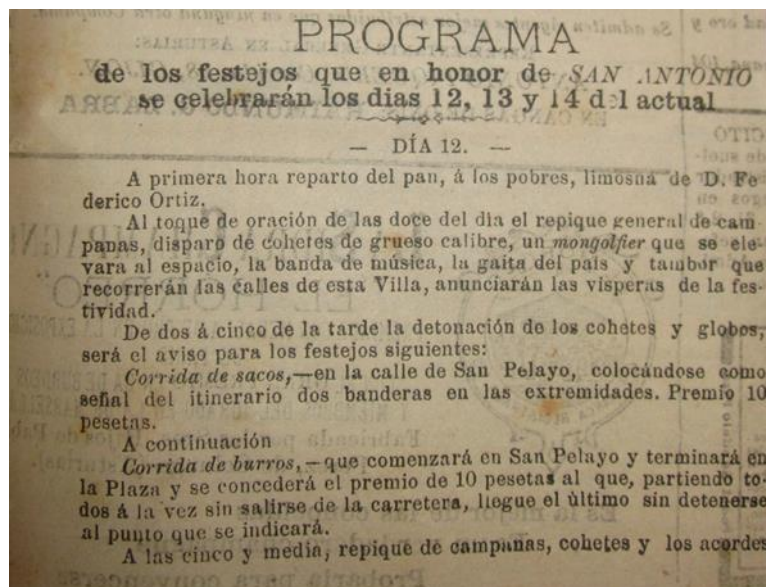 PROGRAMA
de los festejos que en honor de SAN ANTONIO
se celebrarán los dias 12, 13 y 14 del actual
— DÍA 12. —
A primera hora reparto del pan, á los pobres, limosna de D. Fe
derico Ortiz.
Al toque de oración de las doce del dia el repique general de cam
panas, disparo de cohetes de grueso calibre, un mongolfier que se ele-
vara al espacio, la banda de música, la gaita del pais y tambor que
recorrerán las calles de esta Villa, anunciarán las visperas de la fes-
tividad.
De dos á cinco de la tarde la detonación de los cohetes y globos,
será el aviso para los festejos siguientes:
Corrida de sacos,—en la calle de San Pelayo, colocándose como
señal del itinerario dos banderas en las extremidades. Premio 10
pesetas.
A continuación
Corrida de burros,—que comenzará en San Pelayo y terminará en
la Plaza y se concederá el premio de 10 pesetas al que, partiendo to-
dos á la vez sin salirse de la carretera, llegue el último sin detenerse
al punto que se indicará.
A las cinco y media, repique de campanas, cohetes y los acordes